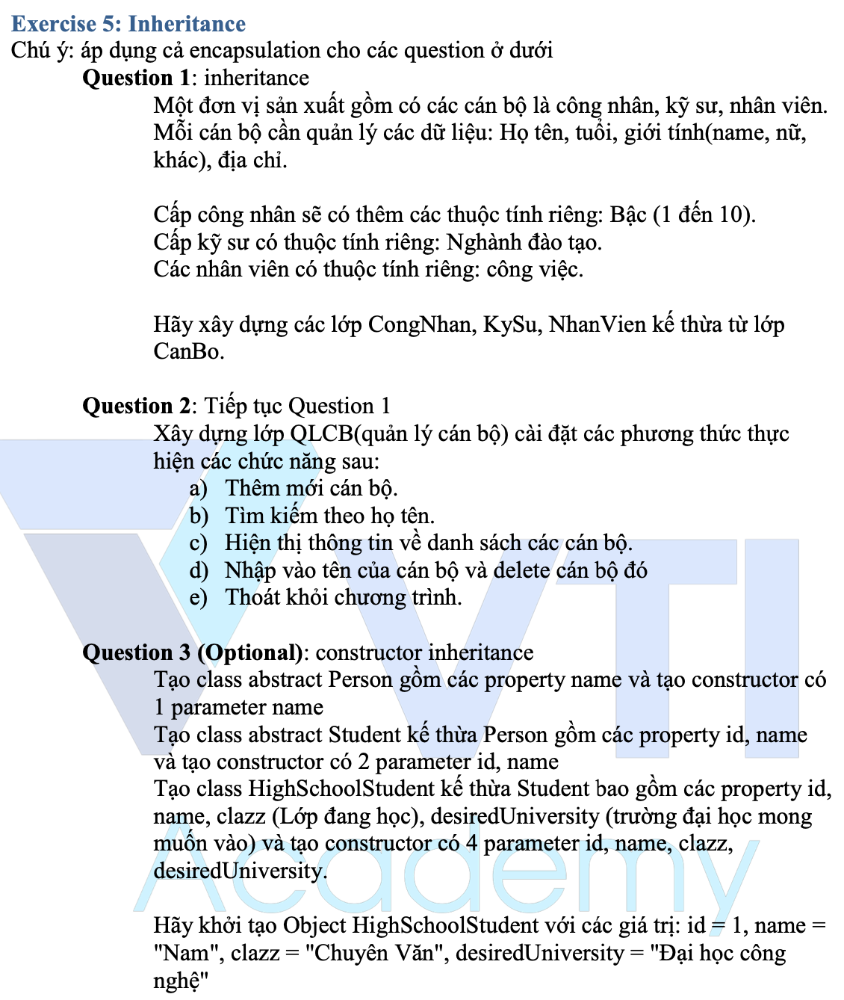 Exercise 5: Inheritance
Chú ý: áp dụng cả encapsulation cho các question ở dưới
Question 1: inheritance
Một đơn vị sản xuất gồm có các cán bộ là công nhân, kỹ sư, nhân viên.
Mỗi cán bộ cần quản lý các dữ liệu: Họ tên, tuổi, giới tính(name, nữ,
khác), địa chỉ.
Cấp công nhân sẽ có thêm các thuộc tính riêng: Bậc (1 đến 10).
Cấp kỹ sư có thuộc tính riêng: Nghành đào tạo.
Các nhân viên có thuộc tính riêng: công việc.
Hãy xây dựng các lớp CongNhan, KySu, NhanVien kế thừa từ lớp
CanBo.
Question 2: Tiếp tục Question 1
Xây dựng lớp QLCB(quản lý cán bộ) cài đặt các phương thức thực
hiện các chức năng sau:
a) Thêm mới cán bộ.
b) Tìm kiếm theo họ tên.
c) Hiện thị thông tin về danh sách các cán bộ.
d) Nhập vào tên của cán bộ và delete cán bộ đó
e) Thoát khỏi chương trình.
Question 3 (Optional): constructor inheritance
Tạo class abstract Person gồm các property name và tạo constructor có
1 parameter name
Tạo class abstract Student kế thừa Person gồm các property id, name
và tạo constructor có 2 parameter id, name
Tạo class HighSchoolStudent kế thừa Student bao gồm các property id,
name, clazz (Lớp đang học), desiredUniversity (trường đại học mong
muốn vào) và tạo constructor có 4 parameter id, name, clazz,
desiredUniversity.
Hãy khởi tạo Object HighSchoolStudent với các giá trị: id = 1, name =
"Nam", clazz = "Chuyên Văn", desiredUniversity = "Đại học công
nghệ"
VTI
Academy